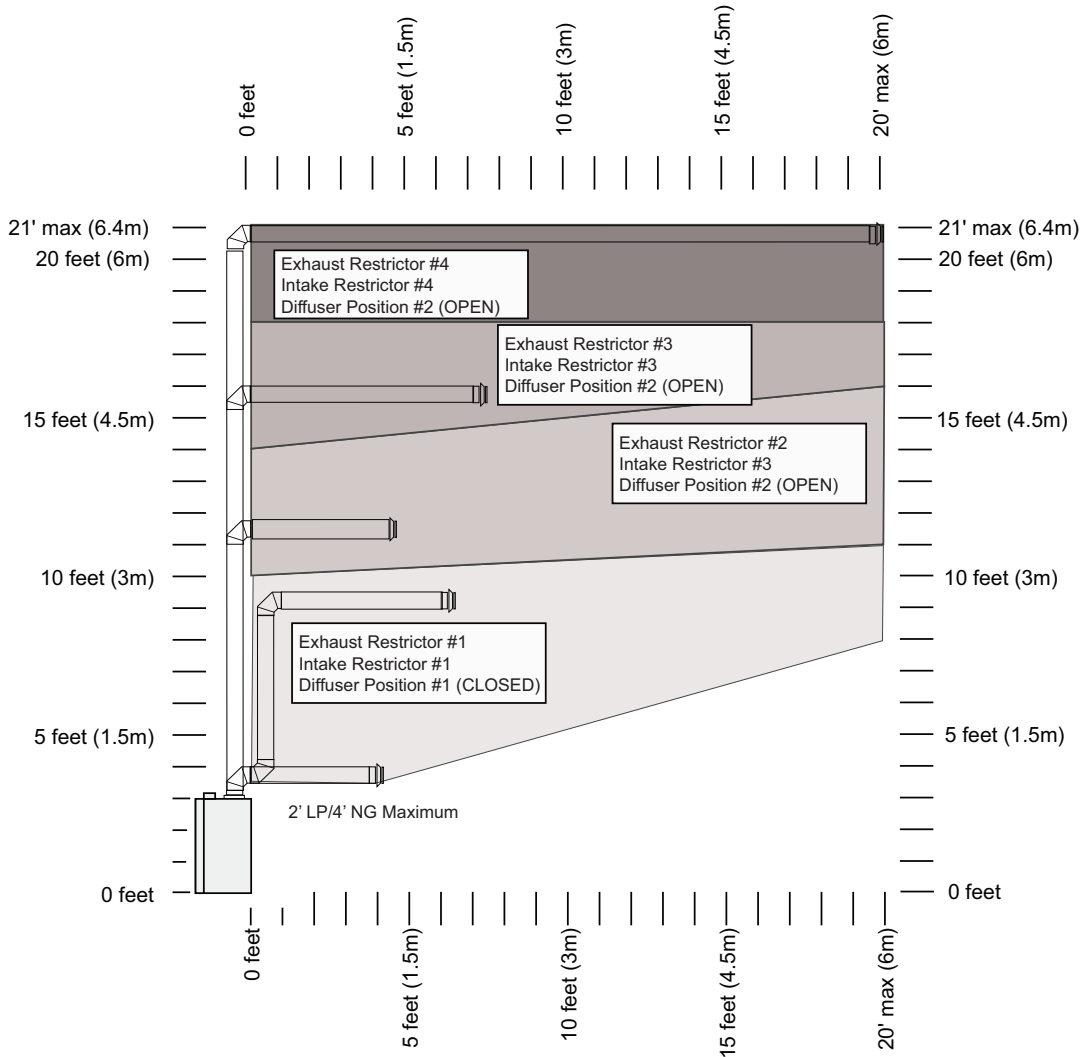 0 feet
5 feet (1.5m)
10 feet (3m)
15 feet (4.5m)
20' max (6m)
21' max (6.4m)
20 feet (6m)
15 feet (4.5m)
10 feet (3m)
5 feet (1.5m)
0 feet
Exhaust Restrictor #4
Intake Restrictor #4
Diffuser Position #2 (OPEN)
Exhaust Restrictor #3
Intake Restrictor #3
Diffuser Position #2 (OPEN)
Exhaust Restrictor #2
Intake Restrictor #3
Diffuser Position #2 (OPEN)
Exhaust Restrictor #1
Intake Restrictor #1
Diffuser Position #1 (CLOSED)
2’ LP/4’ NG Maximum
21' max (6.4m)
20 feet (6m)
15 feet (4.5m)
10 feet (3m)
5 feet (1.5m)
0 feet
0 feet
5 feet (1.5m)
10 feet (3m)
15 feet (4.5m)
20' max (6m)